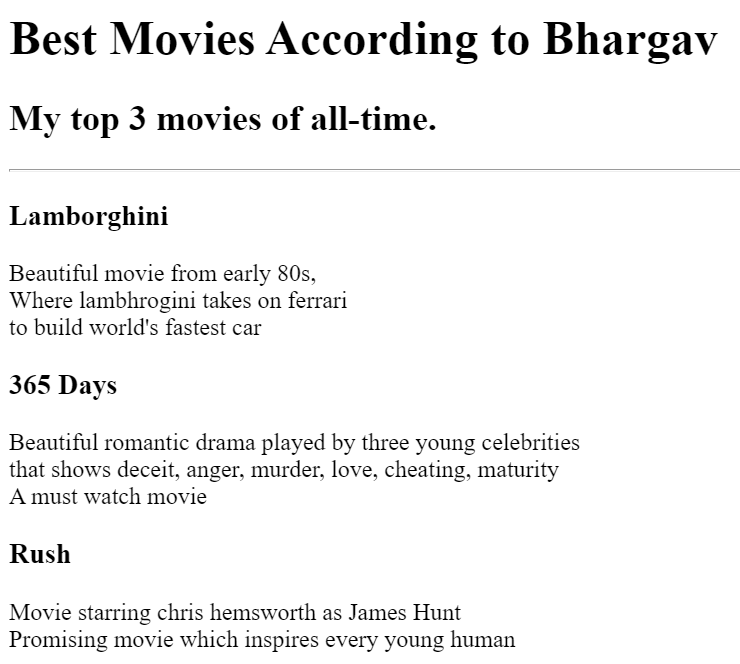 Best Movies According to Bhargav
My top 3 movies of all-time.
Lamborghini
Beautiful movie from early 80s,
Where lambhrogini takes on ferrari
to build world's fastest car
365 Days
Beautiful romantic drama played by three young celebrities
that shows deceit, anger, murder, love, cheating, maturity
A must watch movie
Rush
Movie starring chris hemsworth as James Hunt
Promising movie which inspires every young human